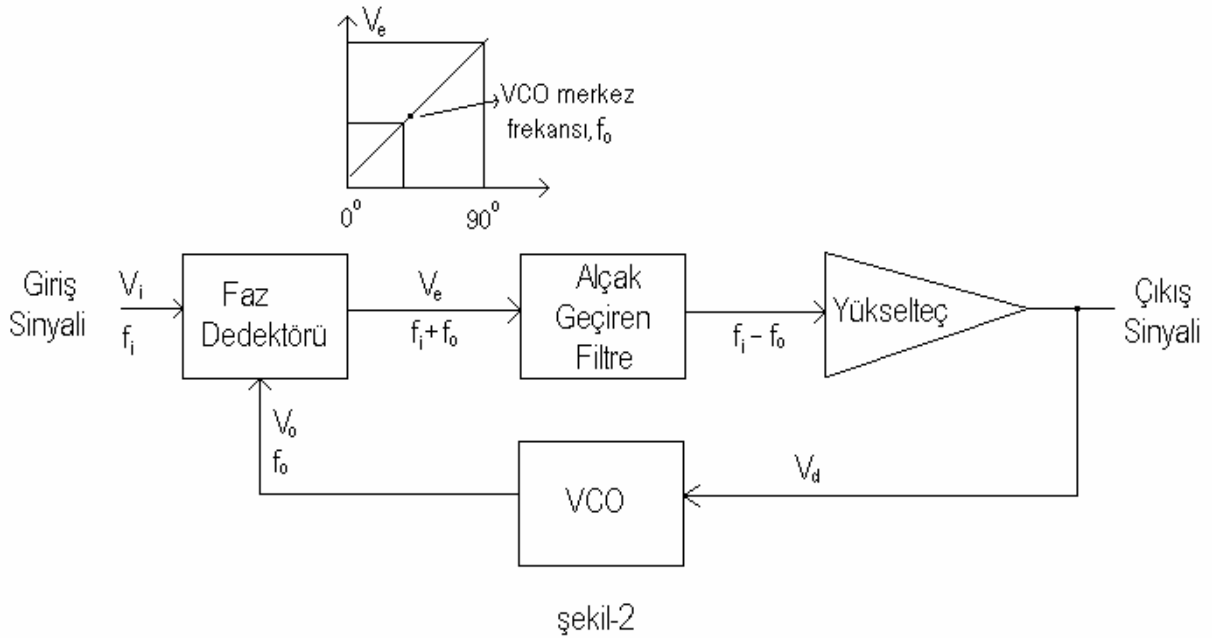 Ve
VCO merkez
frekansı, fo
0°
90°
Giriş
Sinyali
Vi
fi
Faz
Dedektörü
Ve
fi + fo
Alçak
Geçiren
Filtre
fi – fo
Yükselteç
Çıkış
Sinyali
Vo
fo
VCO
Vd
şekil-2